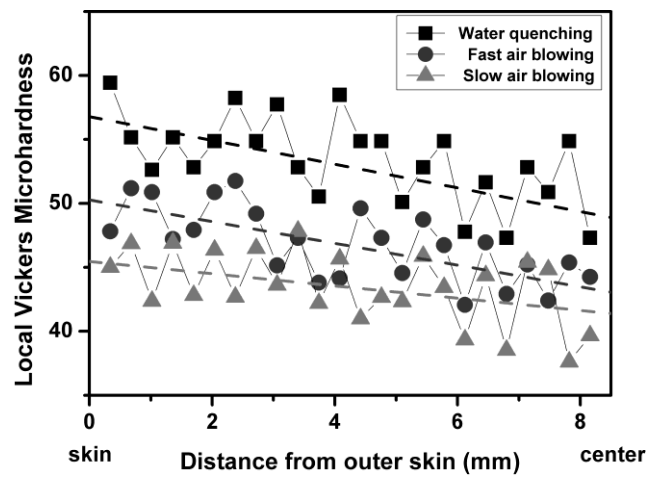 Water quenching
Fast air blowing
Slow air blowing
Local Vickers Microhardness
60
50
40
0 2 4 6 8
skin Distance from outer skin (mm) center